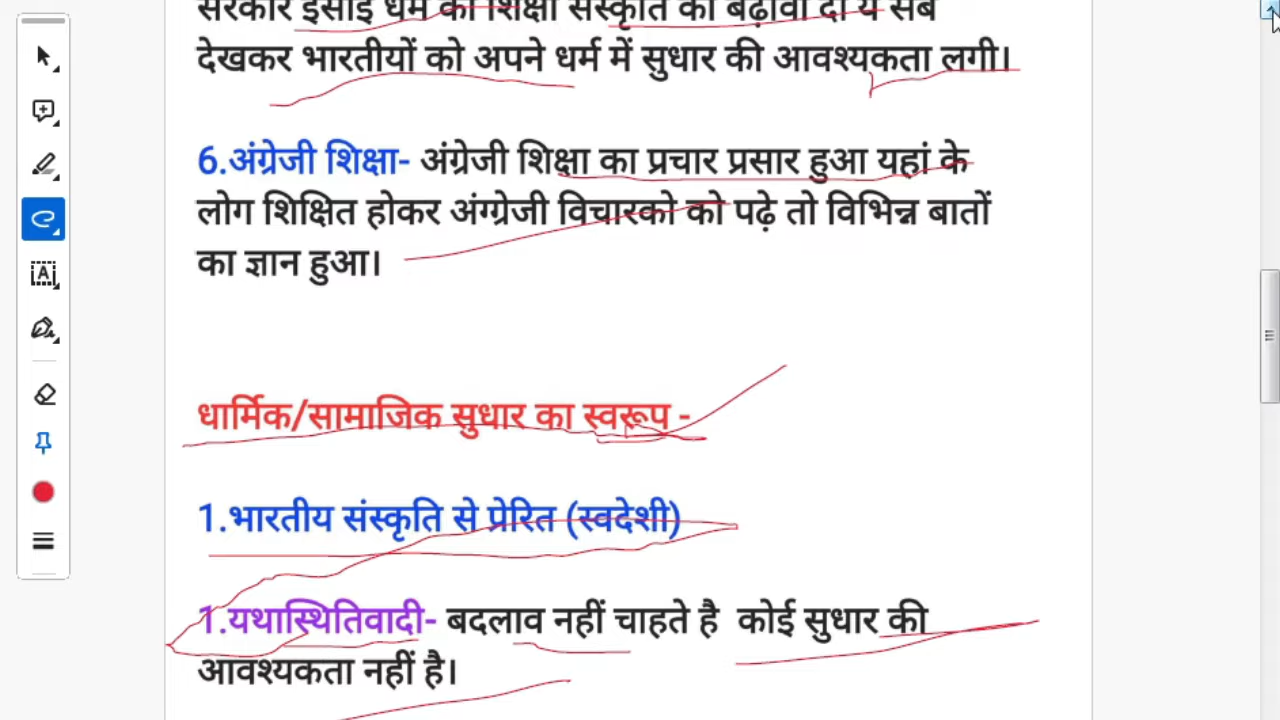 सरकार इसाई धर्म की शिक्षा संस्कृति को बढ़ावा दी ये सब
देखकर भारतीयों को अपने धर्म में सुधार की आवश्यकता लगी।
6.अंग्रेजी शिक्षा- अंग्रेजी शिक्षा का प्रचार प्रसार हुआ यहां के
लोग शिक्षित होकर अंग्रेजी विचारको को पढ़े तो विभिन्न बातों
का ज्ञान हुआ।
धार्मिक/सामाजिक सुधार का स्वरूप -
1.भारतीय संस्कृति से प्रेरित (स्वदेशी)
1.यथास्थितिवादी- बदलाव नहीं चाहते है कोई सुधार की
आवश्यकता नहीं है।